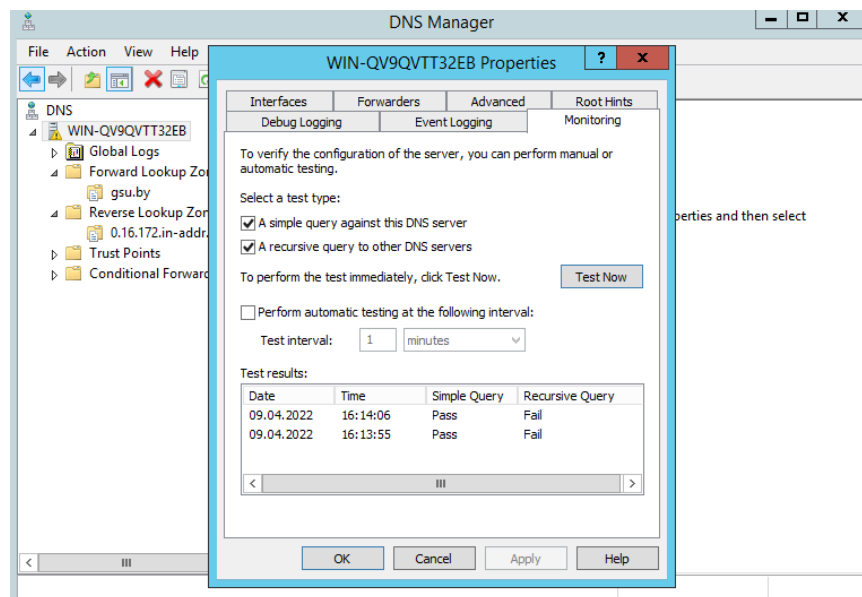 DNS Manager
File Action View Help
WIN-QV9QVTT32EB Properties
? x
DNS
WIN-QV9QVTT32EB
Global Logs
Forward Lookup Zo
gsu.by
Reverse Lookup Zor
0.16.172.in-addr.
Trust Points
Conditional Forward
Interfaces Forwarders Advanced Root Hints
Debug Logging Event Logging Monitoring
To verify the configuration of the server, you can perform manual or
automatic testing.
Select a test type:
A simple query against this DNS server
A recursive query to other DNS servers
To perform the test immediately, click Test Now. Test Now
Perform automatic testing at the following interval:
Test interval: 1 minutes
Test results:
Date Time Simple Query Recursive Query
09.04.2022 16:14:06 Pass Fail
09.04.2022 16:13:55 Pass Fail
OK Cancel Apply Help
perties and then select